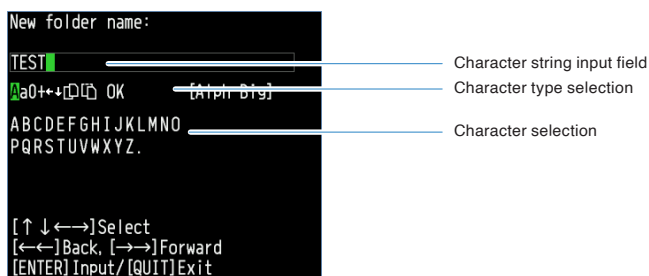 New folder name:
TEST
Character string input field
Aa0+←↓ OK [Alph Big]
Character type selection
ABCDEFGHIJKLMNO
Character selection
PQRSTUVWXYZ.
[↑↓←→]Select
[←←]Back, [→→]Forward
[ENTER]Input/[QUIT]Exit